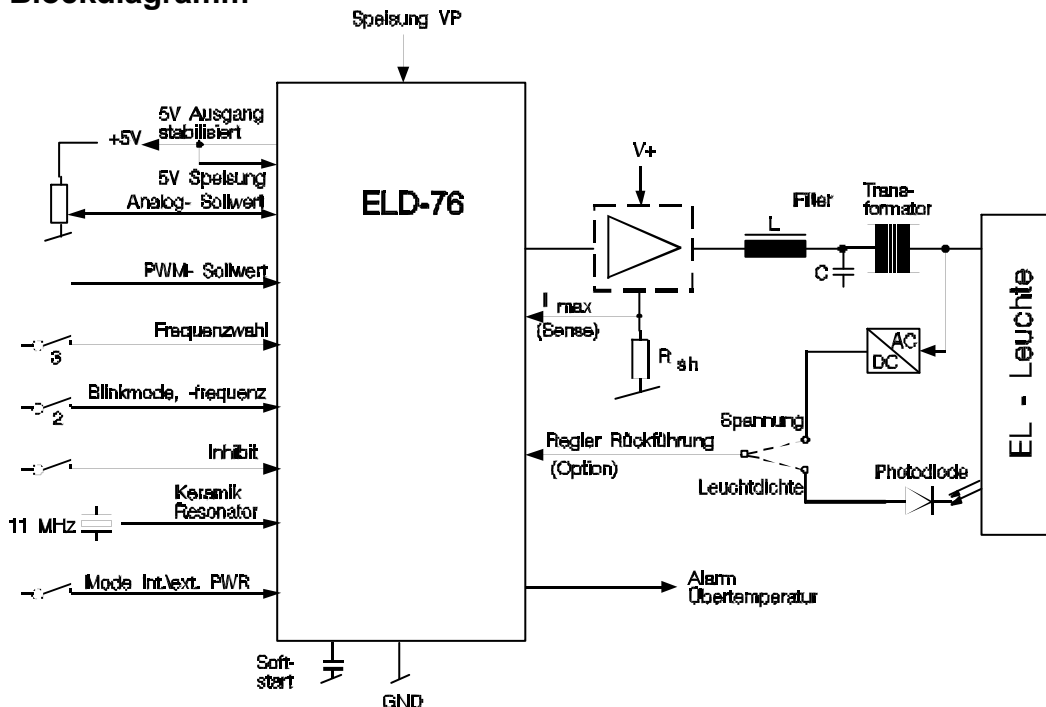 Blockdiagramm
Speisung VP
5V Ausgang
stabilisiert
+5V
5V Speisung
Analog- Sollwert
PWM- Sollwert
Frequenzwahl
3
Blinkmode, -frequenz
2
Inhibit
Keramik
Resonator
11 MHz
Mode Int./ext. PWR
Soft-
start
GND
ELD-76
V+
I max
(Sense)
R sh
Filter
L
C
Trans-
formator
AC
DC
Spannung
Regler Rückführung
(Option)
Leuchtdichte
Photodiode
EL - Leuchte
Alarm
Übertemperatur